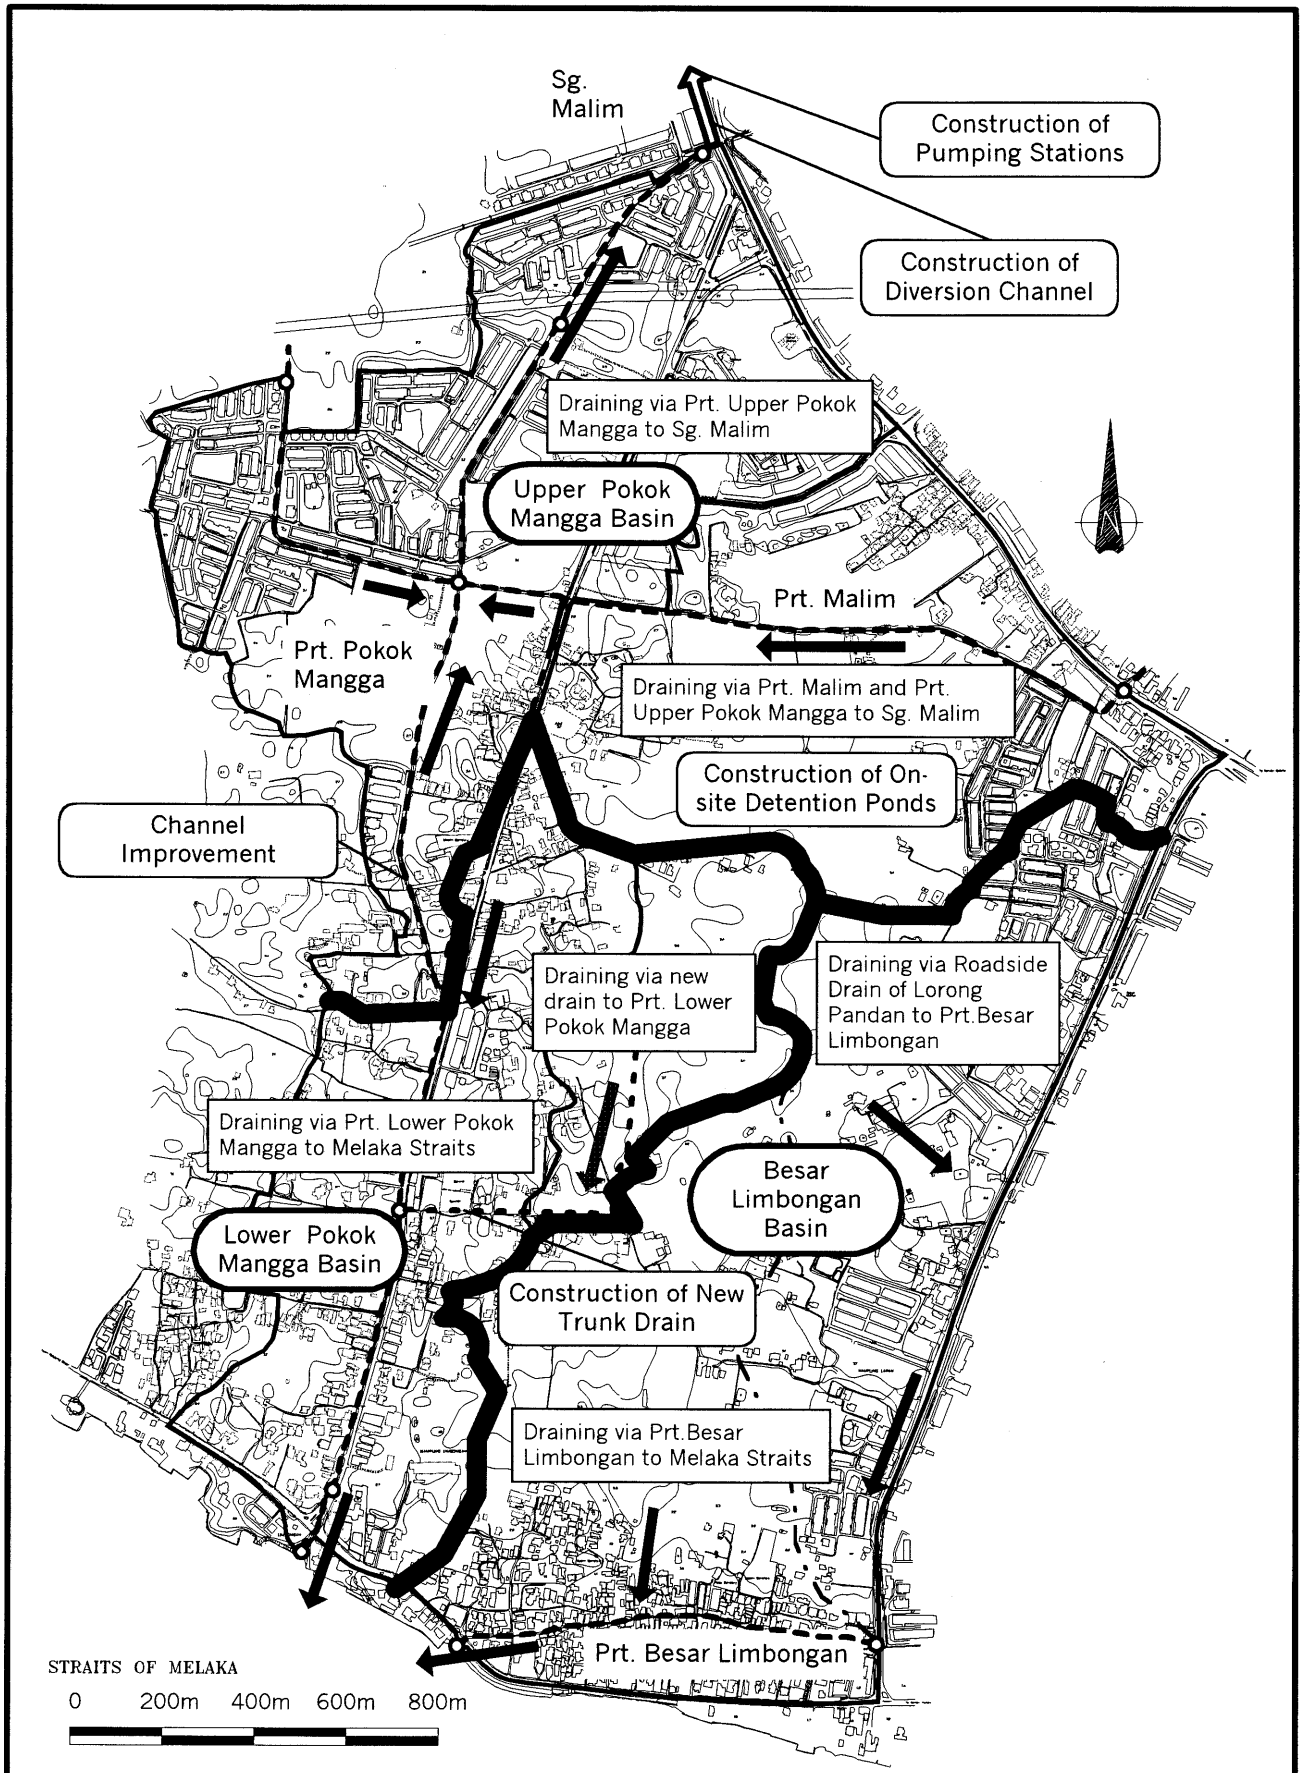 Sg.
Malim
Construction of
Pumping Stations
Construction of
Diversion Channel
Draining via Prt. Upper Pokok
Mangga to Sg. Malim
Upper Pokok
Mangga Basin
N
Prt. Malim
Prt. Pokok
Mangga
Draining via Prt. Malim and Prt.
Upper Pokok Mangga to Sg. Malim
Construction of On-
site Detention Ponds
Channel
Improvement
Draining via new
drain to Prt. Lower
Pokok Mangga
Draining via Roadside
Drain of Lorong
Pandan to Prt.Besar
Limbongan
Draining via Prt. Lower Pokok
Mangga to Melaka Straits
Besar
Limbongan
Basin
Lower Pokok
Mangga Basin
Construction of New
Trunk Drain
Draining via Prt.Besar
Limbongan to Melaka Straits
Prt. Besar Limbongan
STRAITS OF MELAKA
0 200m 400m 600m 800m